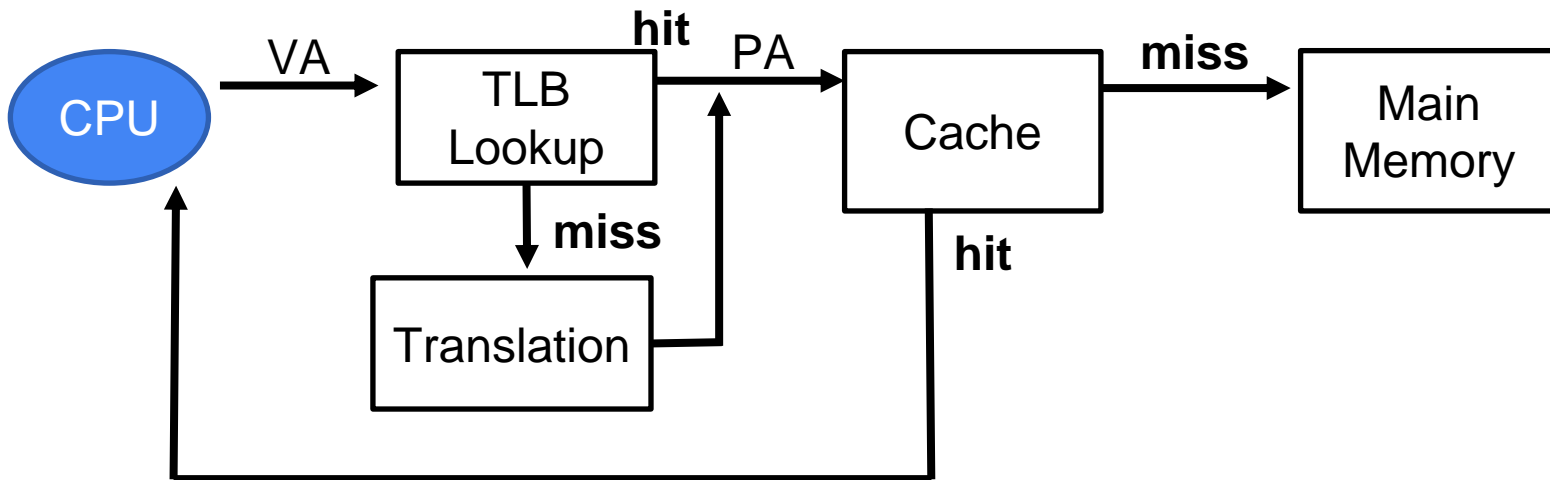 hit
VA
PA
miss
CPU
TLB
Lookup
Cache
Main
Memory
miss
hit
Translation